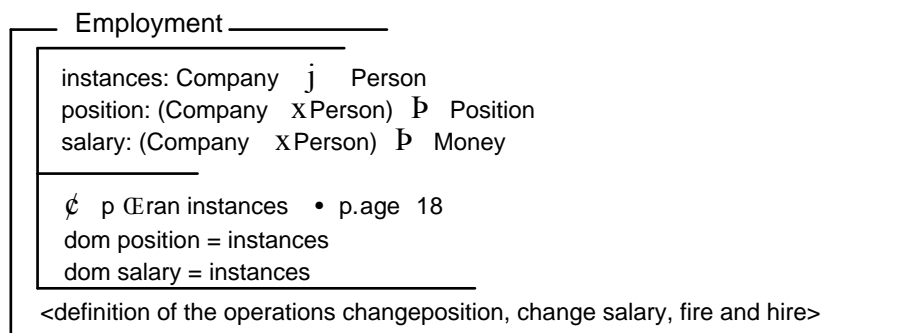 Employment
instances: Company j Person
position: (Company x Person) Þ Position
salary: (Company x Person) Þ Money
¢ p Œ ran instances • p.age 18
dom position = instances
dom salary = instances
<definition of the operations changeposition, change salary, fire and hire>